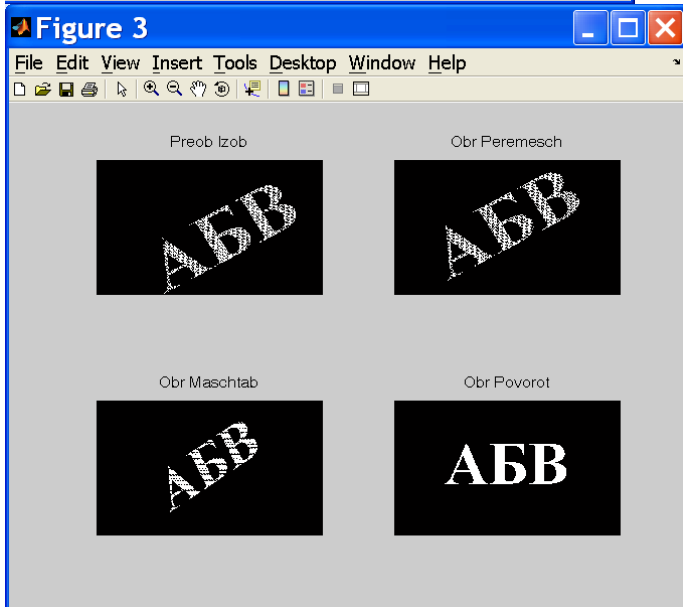 Figure 3
File Edit View Insert Tools Desktop Window Help
Preob Izob
Obr Peremesch
АБВ
АБВ
Obr Maschtab
Obr Povorot
АБВ
АБВ